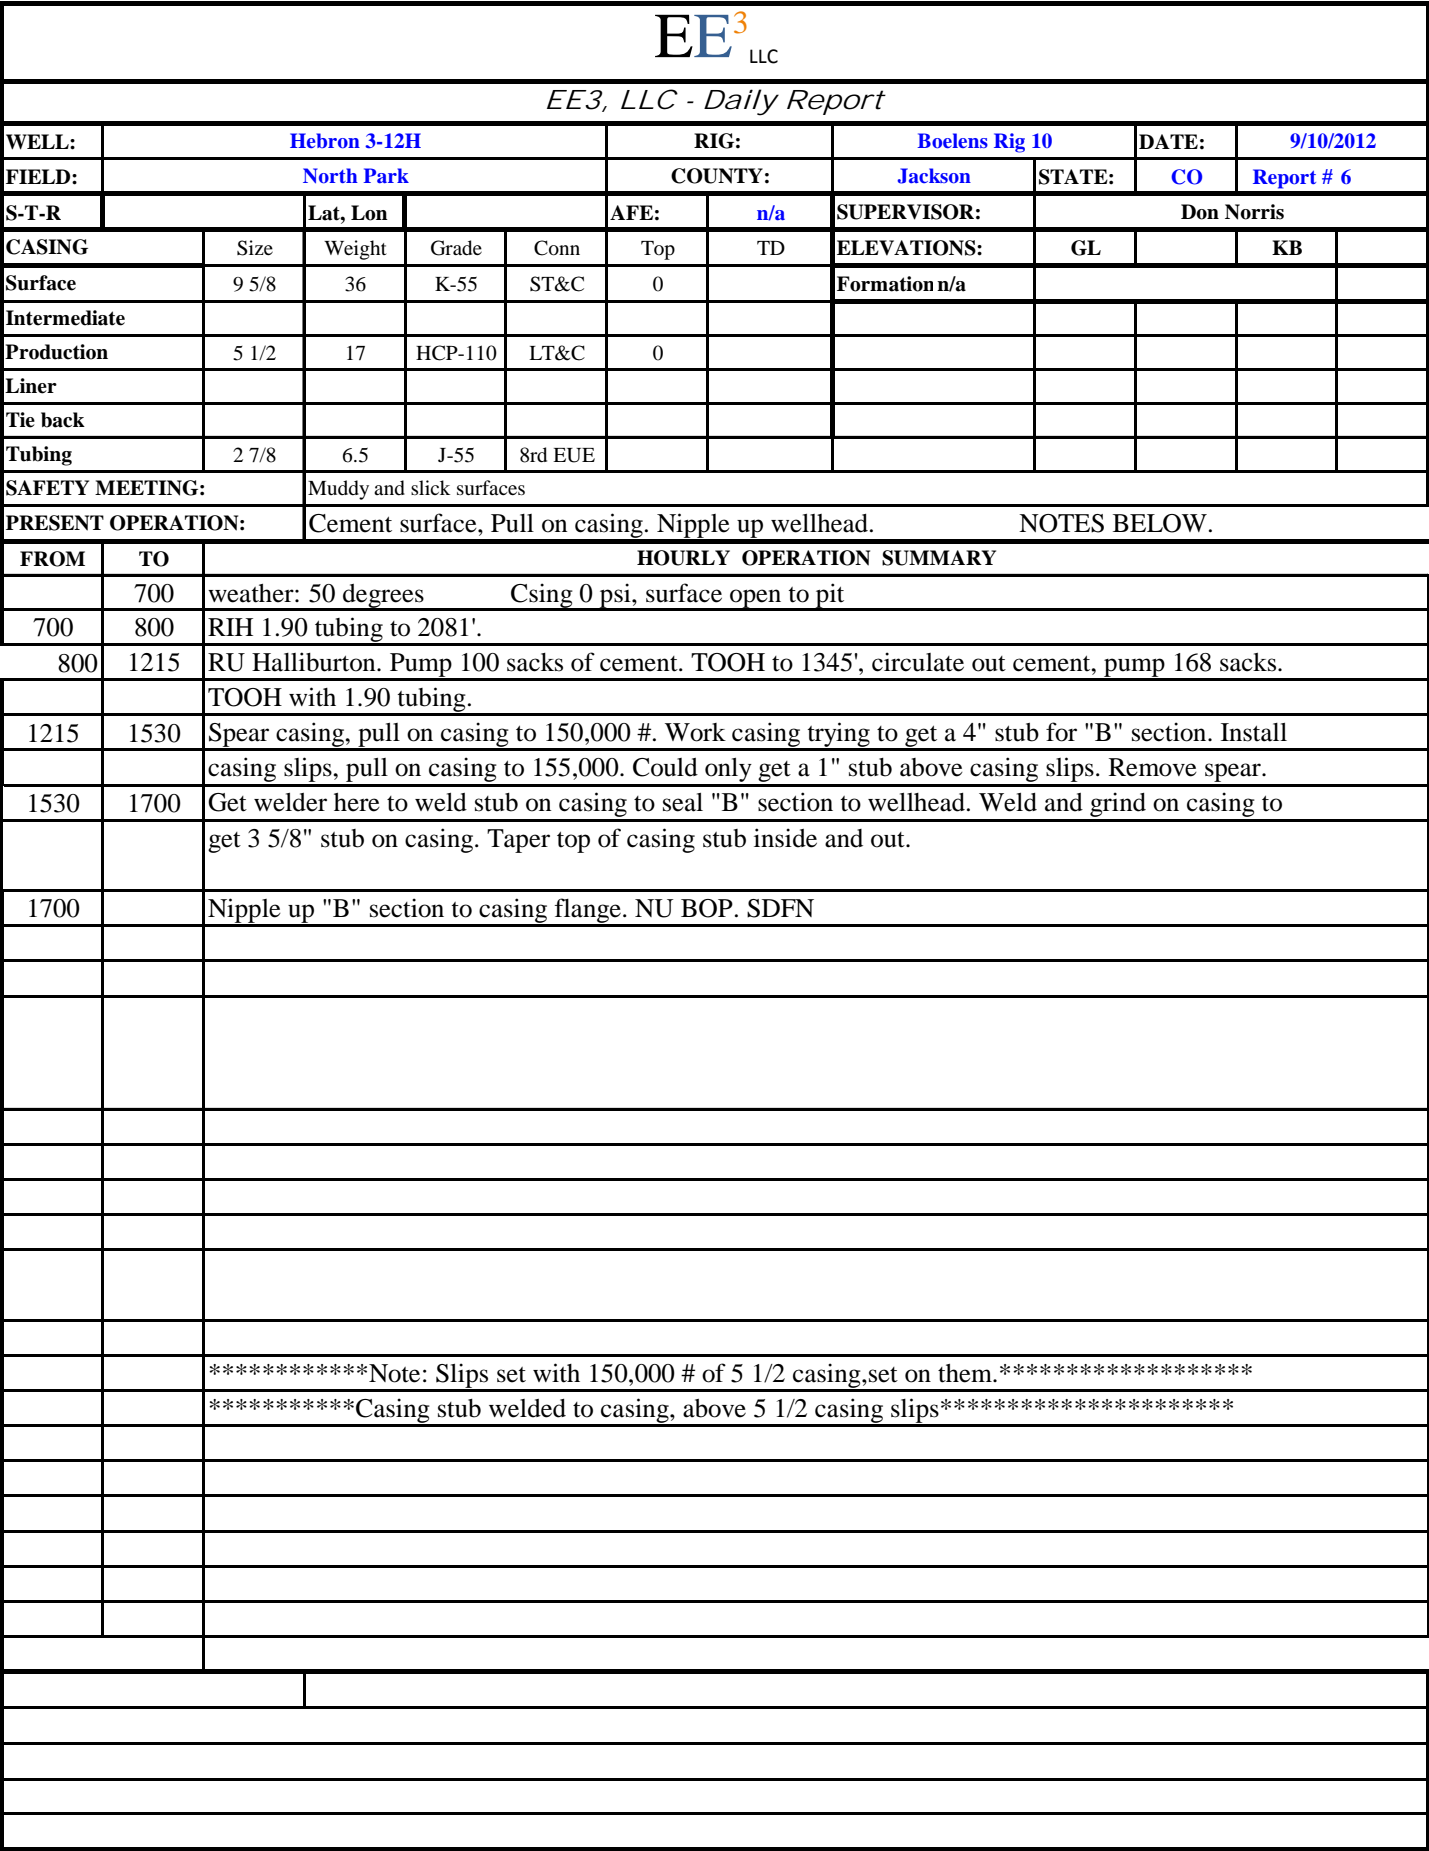 EE3 LLC
EE3, LLC - Daily Report
WELL: Hebron 3-12H RIG: Boelens Rig 10 DATE: 9/10/2012
FIELD: North Park COUNTY: Jackson STATE: CO Report # 6
S-T-R Lat, Lon AFE: n/a SUPERVISOR: Don Norris
CASING Size Weight Grade Conn Top TD ELEVATIONS: GL KB
Surface 9 5/8 36 K-55 ST&C 0 Formation n/a
Intermediate
Production 5 1/2 17 HCP-110 LT&C 0
Liner
Tie back
Tubing 2 7/8 6.5 J-55 8rd EUE
SAFETY MEETING: Muddy and slick surfaces
PRESENT OPERATION: Cement surface, Pull on casing. Nipple up wellhead. NOTES BELOW.
FROM TO HOURLY OPERATION SUMMARY
700 weather: 50 degrees Csing 0 psi, surface open to pit
700 800 RIH 1.90 tubing to 2081'.
800 1215 RU Halliburton. Pump 100 sacks of cement. TOOH to 1345', circulate out cement, pump 168 sacks.
TOOH with 1.90 tubing.
1215 1530 Spear casing, pull on casing to 150,000 #. Work casing trying to get a 4" stub for "B" section. Install
casing slips, pull on casing to 155,000. Could only get a 1" stub above casing slips. Remove spear.
1530 1700 Get welder here to weld stub on casing to seal "B" section to wellhead. Weld and grind on casing to
get 3 5/8" stub on casing. Taper top of casing stub inside and out.
1700 Nipple up "B" section to casing flange. NU BOP. SDFN
************Note: Slips set with 150,000 # of 5 1/2 casing,set on them.*******************
***********Casing stub welded to casing, above 5 1/2 casing slips**********************